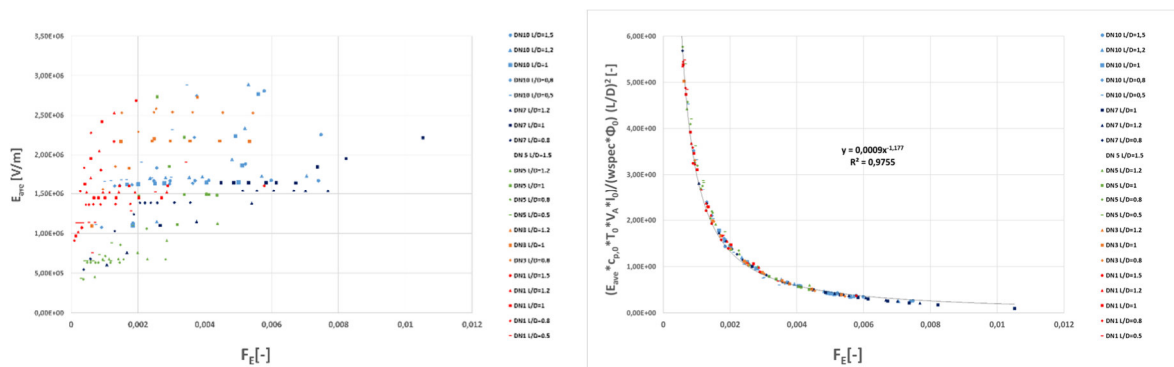 3,50E+06
3,00E+06
2,50E+06
2,00E+06
1,50E+06
1,00E+06
5,00E+05
0,00E+00
E_ave [V/m]
0 0,002 0,004 0,006 0,008 0,01 0,012
F_E[-]
DN10 L/D=1,5
DN10 L/D=1,2
DN10 L/D=1
DN10 L/D=0,8
DN10 L/D=0,5
DN7 L/D=1.2
DN7 L/D=1
DN7 L/D=0.8
DN 5 L/D=1.5
DN5 L/D=1.2
DN5 L/D=1
DN5 L/D=0.8
DN5 L/D=0.5
DN3 L/D=1.2
DN3 L/D=1
DN3 L/D=0.8
DN1 L/D=1.5
DN1 L/D=1.2
DN1 L/D=1
DN1 L/D=0.8
DN1 L/D=0.5
6,00E+00
5,00E+00
4,00E+00
3,00E+00
2,00E+00
1,00E+00
0,00E+00
(E_ave*c_p,0*T_0*V_A*I_0)/(wspec*Φ_0) (L/D)² [-]
y = 0,0009x^-1,177
R² = 0,9755
0 0,002 0,004 0,006 0,008 0,01 0,012
F_E[-]
DN10 L/D=1,5
DN10 L/D=1,2
DN10 L/D=1
DN10 L/D=0,8
DN10 L/D=0,5
DN7 L/D=1
DN7 L/D=1.2
DN7 L/D=0.8
DN 5 L/D=1.5
DN5 L/D=1.2
DN5 L/D=1
DN5 L/D=0.8
DN5 L/D=0.5
DN3 L/D=1.2
DN3 L/D=1
DN3 L/D=0.8
DN1 L/D=1.5
DN1 L/D=1.2
DN1 L/D=1
DN1 L/D=0.8
DN1 L/D=0.5